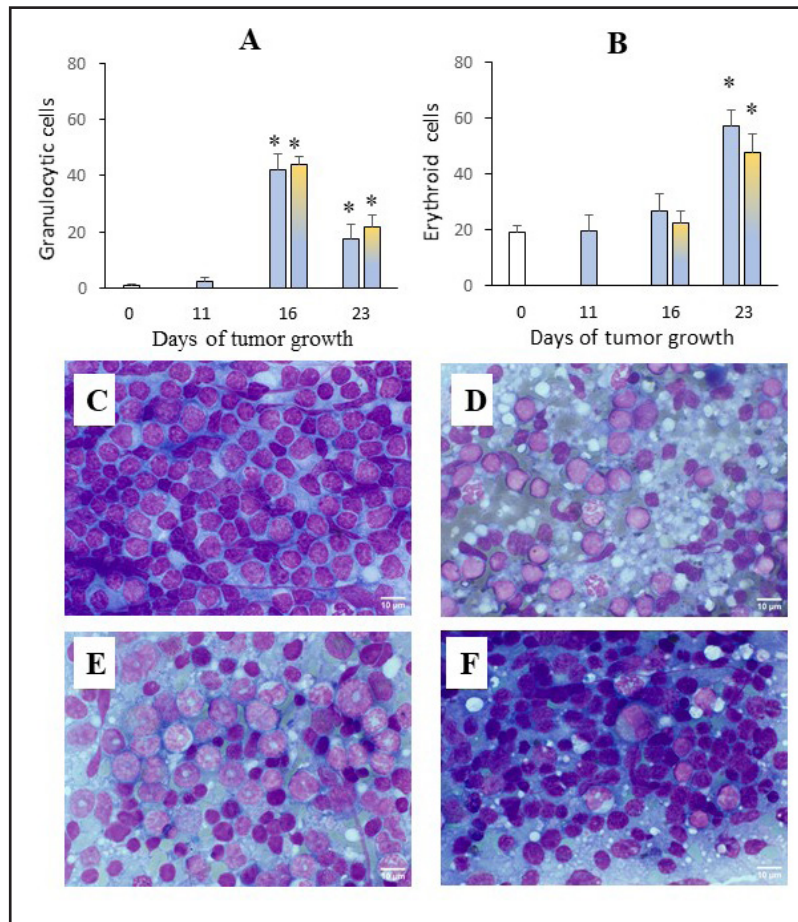 A
B
80
60
40
20
0
Granulocytic cells
* *
* *
0 11 16 23
Days of tumor growth
80
60
40
20
0
Erythroid cells
*
*
0 11 16 23
Days of tumor growth
C
10 µm
D
10 µm
E
10 µm
F
10 µm